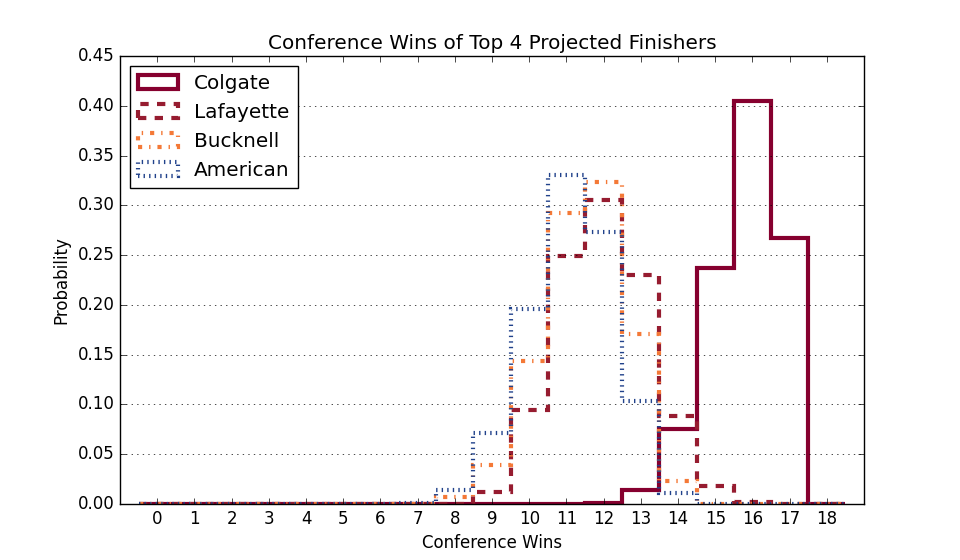 Conference Wins of Top 4 Projected Finishers
0.45
0.40
0.35
0.30
0.25
0.20
0.15
0.10
0.05
0.00
Probability
Colgate
Lafayette
Bucknell
American
0 1 2 3 4 5 6 7 8 9 10 11 12 13 14 15 16 17 18
Conference Wins